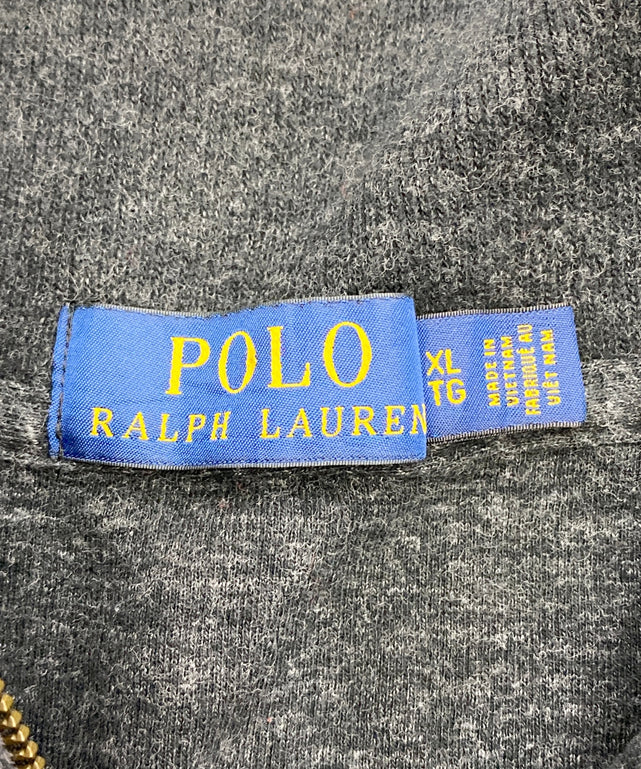 POLO
RALPH LAUREN
XL
TG
MADE IN
VIETNAM
FABRIQUÉ AU
VIÊT NAM